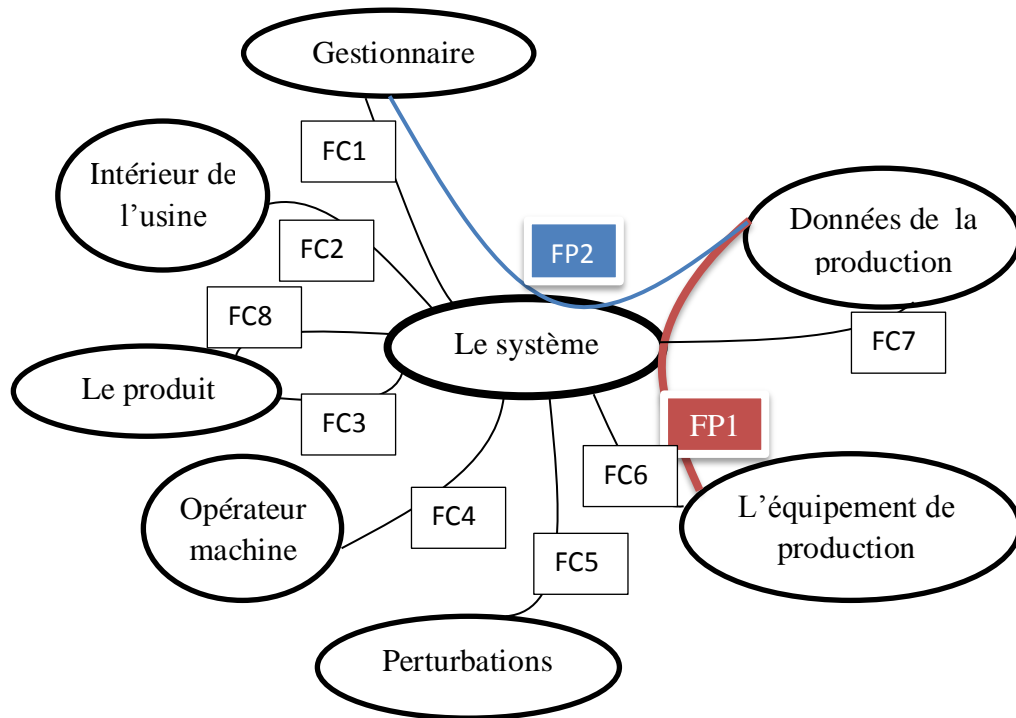 Gestionnaire
FC1
Intérieur de
l’usine
FC2
Données de la
production
FP2
FC8
Le système
FC7
Le produit
FC3
FP1
FC6
Opérateur
machine
FC4
L’équipement de
production
FC5
Perturbations